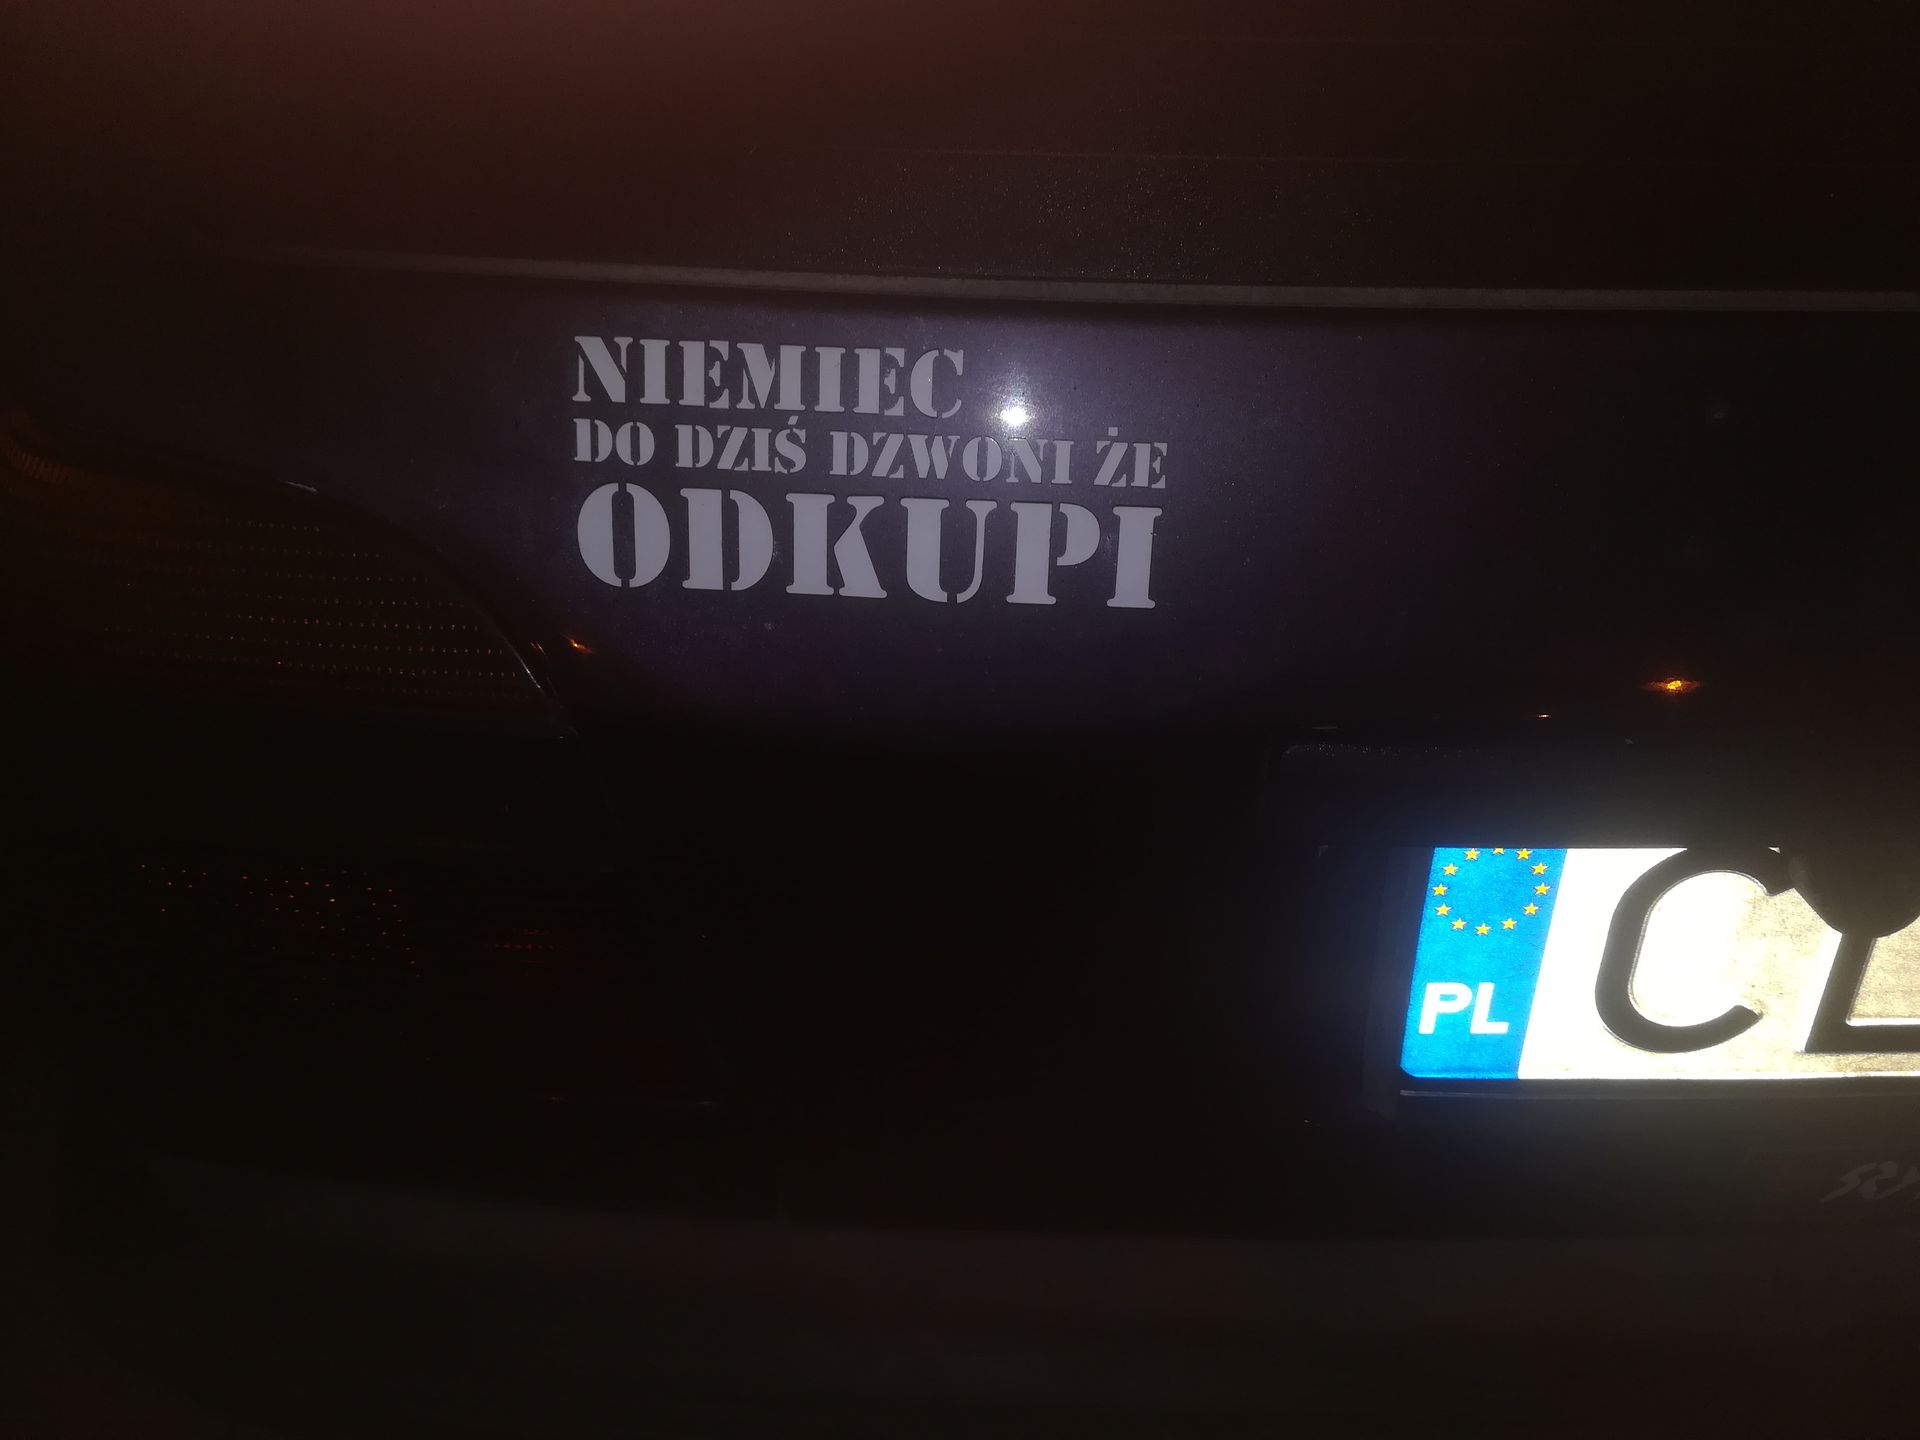 NIEMIEC
DO DZIŚ DZWONI ŻE
ODKUPI
PL
C